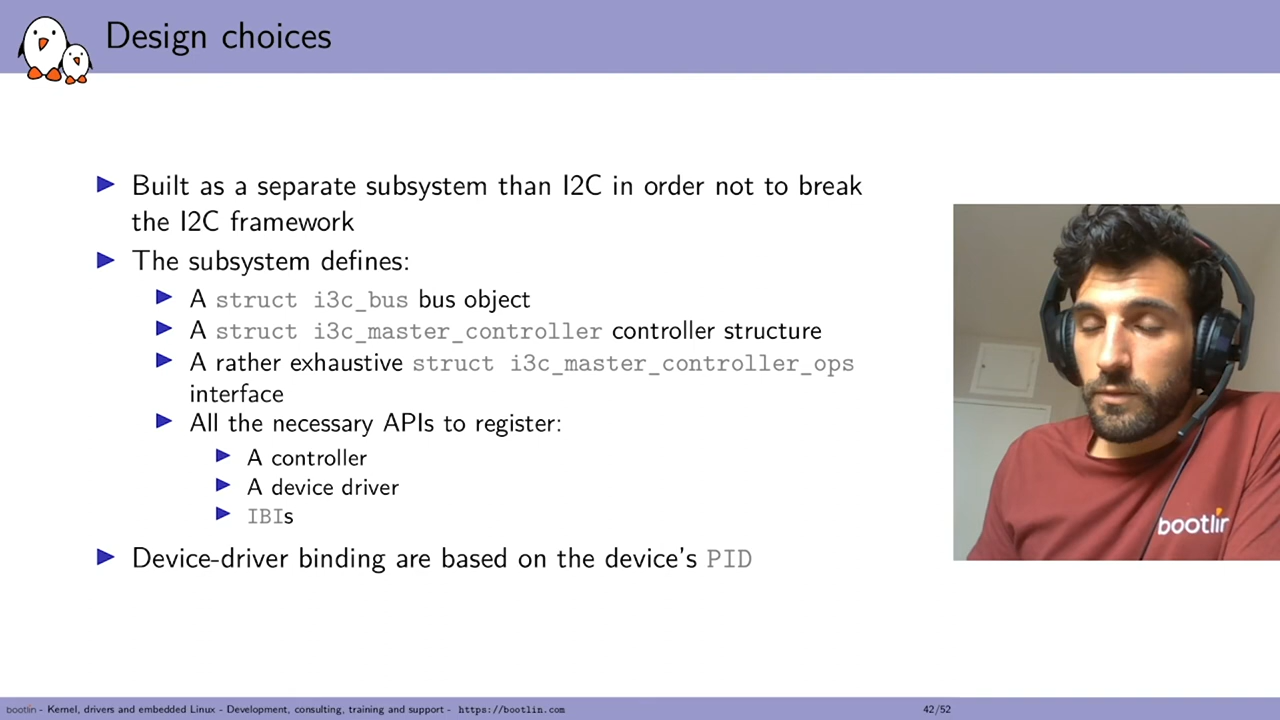 Design choices
Built as a separate subsystem than I2C in order not to break
the I2C framework
The subsystem defines:
A struct i3c_bus bus object
A struct i3c_master_controller controller structure
A rather exhaustive struct i3c_master_controller_ops
interface
All the necessary APIs to register:
A controller
A device driver
IBIs
Device-driver binding are based on the device's PID
bootlin
bootlin - Kernel, drivers and embedded Linux - Development, consulting, training and support - https://bootlin.com
42/52